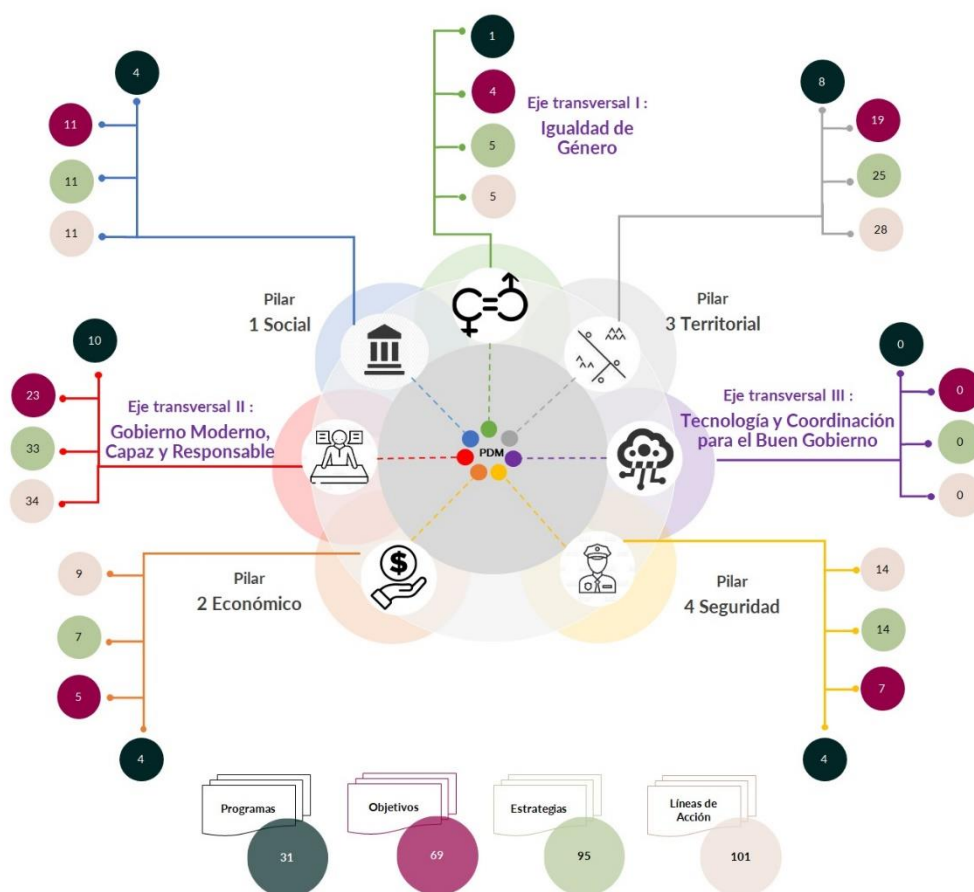 1
4
5
5
Eje transversal I :
Igualdad de
Género
4
11
11
11
8
19
25
28
Pilar
1 Social
Pilar
3 Territorial
10
23
33
34
Eje transversal II :
Gobierno Moderno,
Capaz y Responsable
0
0
0
0
Eje transversal III :
Tecnología y Coordinación
para el Buen Gobierno
PDM
9
7
5
4
Pilar
2 Económico
Pilar
4 Seguridad
14
14
7
4
Programas
31
Objetivos
69
Estrategias
95
Líneas de
Acción
101